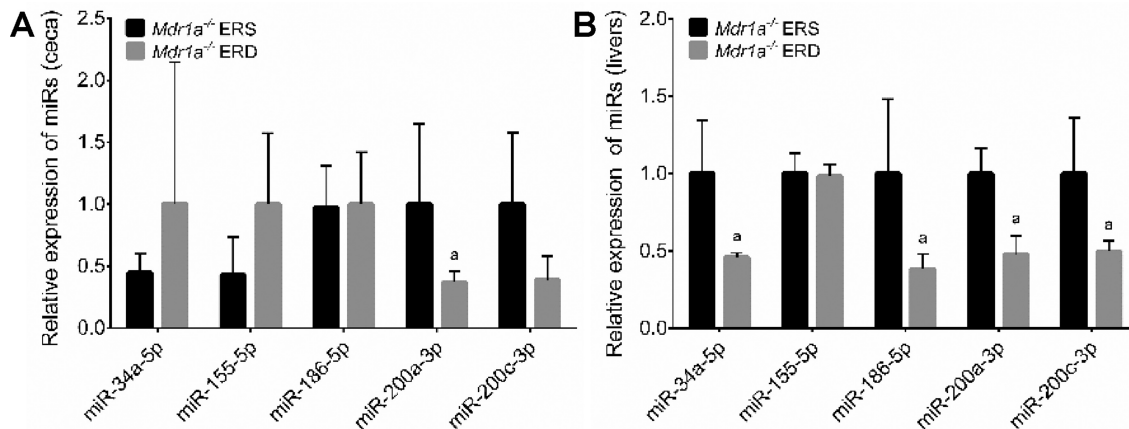 A
Relative expression of miRs (ceca)
2.5
2.0
1.5
1.0
0.5
0.0
Mdr1a-/- ERS
Mdr1a-/- ERD
a
miR-34a-5p
miR-155-5p
miR-186-5p
miR-200a-3p
miR-200c-3p
B
Relative expression of miRs (livers)
2.0
1.5
1.0
0.5
0.0
Mdr1a-/- ERS
Mdr1a-/- ERD
a
a
a
a
miR-34a-5p
miR-155-5p
miR-186-5p
miR-200a-3p
miR-200c-3p